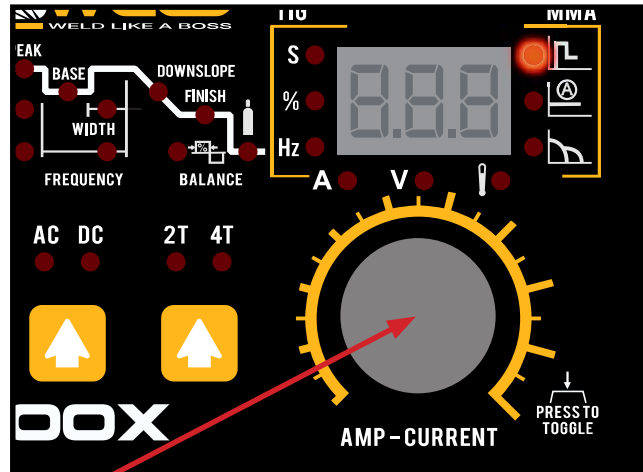 WELD LIKE A BOSS
TIG
MMA
EAK
BASE
DOWNSLOPE
FINISH
WIDTH
FREQUENCY
BALANCE
S
%
Hz
8.8.8
A
A V
AC DC 2T 4T
OOX
AMP-CURRENT
PRESS TO
TOGGLE